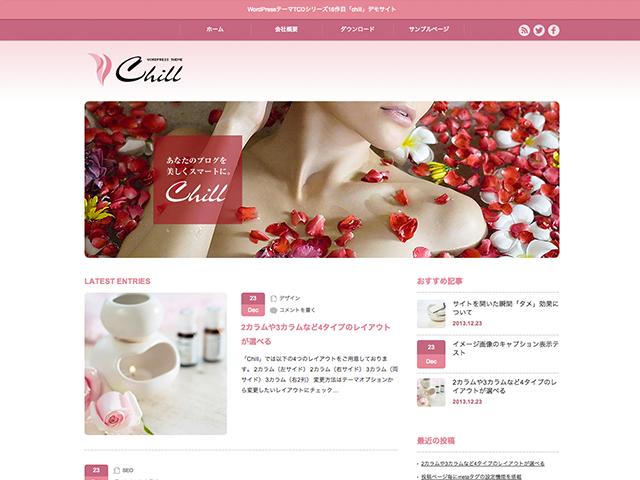 WordPressテーマTCDシリーズ16作目「chill」デモサイト
ホーム
会社概要
ダウンロード
サンプルページ
WORDPRESS THEME
Chill
あなたのブログを
美しくスマートに。
Chill
LATEST ENTRIES
23
Dec
デザイン
コメントを書く
2カラムや3カラムなど4タイプのレイアウト
が選べる
「Chill」では以下の4つのレイアウトをご用意しておりま
す。 2カラム（左サイド） 2カラム（右サイド） 3カラム（両
サイド） 3カラム（右2列） 変更方法はテーマオプションか
ら変更したいレイアウトにチェック…
23
SEO
おすすめ記事
サイトを開いた瞬間「タメ」効果に
ついて
2013.12.23
23
Dec
イメージ画像のキャプション表示テ
スト
2カラムや3カラムなど4タイプのレ
イアウトが選べる
2013.12.23
最近の投稿
2カラムや3カラムなど4タイプのレイアウトが選べる
投稿ページ毎にmetaタグの設定機能を搭載